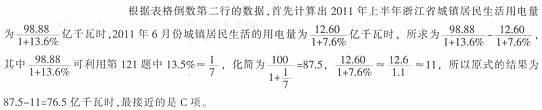 根据表格倒数第二行的数据,首先计算出 2011 年上半年浙江省城镇居民生活用电量
为 $\frac{98.88}{1+13.6\%}$ 亿千瓦时,2011 年 6 月份城镇居民生活的用电量为 $\frac{12.60}{1+7.6\%}$ 亿千瓦时, 所求为 $\frac{98.88}{1+13.6\%}-\frac{12.60}{1+7.6\%}$,
其中 $\frac{98.88}{1+13.6\%}$ 可利用第 121 题中 13.5%≈$\frac{1}{7}$, 化简为 $\frac{100}{1+\frac{1}{7}}$=87.5, $\frac{12.60}{1+7.6\%}≈\frac{12.6}{1.1}$≈11, 所以原式的结果为
87.5-11=76.5 亿千瓦时,最接近的是 C 项。